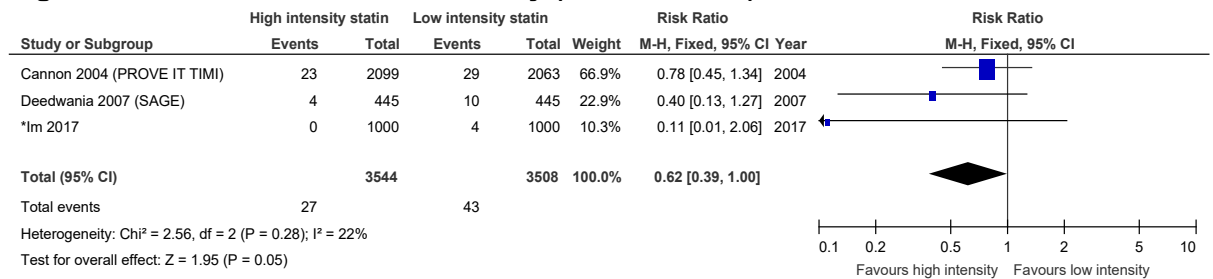 High intensity statin Low intensity statin Risk Ratio Risk Ratio
Study or Subgroup Events Total Events Total Weight M-H, Fixed, 95% CI Year M-H, Fixed, 95% CI
Cannon 2004 (PROVE IT TIMI) 23 2099 29 2063 66.9% 0.78 [0.45, 1.34] 2004
Deedwania 2007 (SAGE) 4 445 10 445 22.9% 0.40 [0.13, 1.27] 2007
*Im 2017 0 1000 4 1000 10.3% 0.11 [0.01, 2.06] 2017
Total (95% CI) 3544 3508 100.0% 0.62 [0.39, 1.00]
Total events 27 43
Heterogeneity: Chi² = 2.56, df = 2 (P = 0.28); I² = 22%
Test for overall effect: Z = 1.95 (P = 0.05)
0.1 0.2 0.5 1 2 5 10
Favours high intensity Favours low intensity